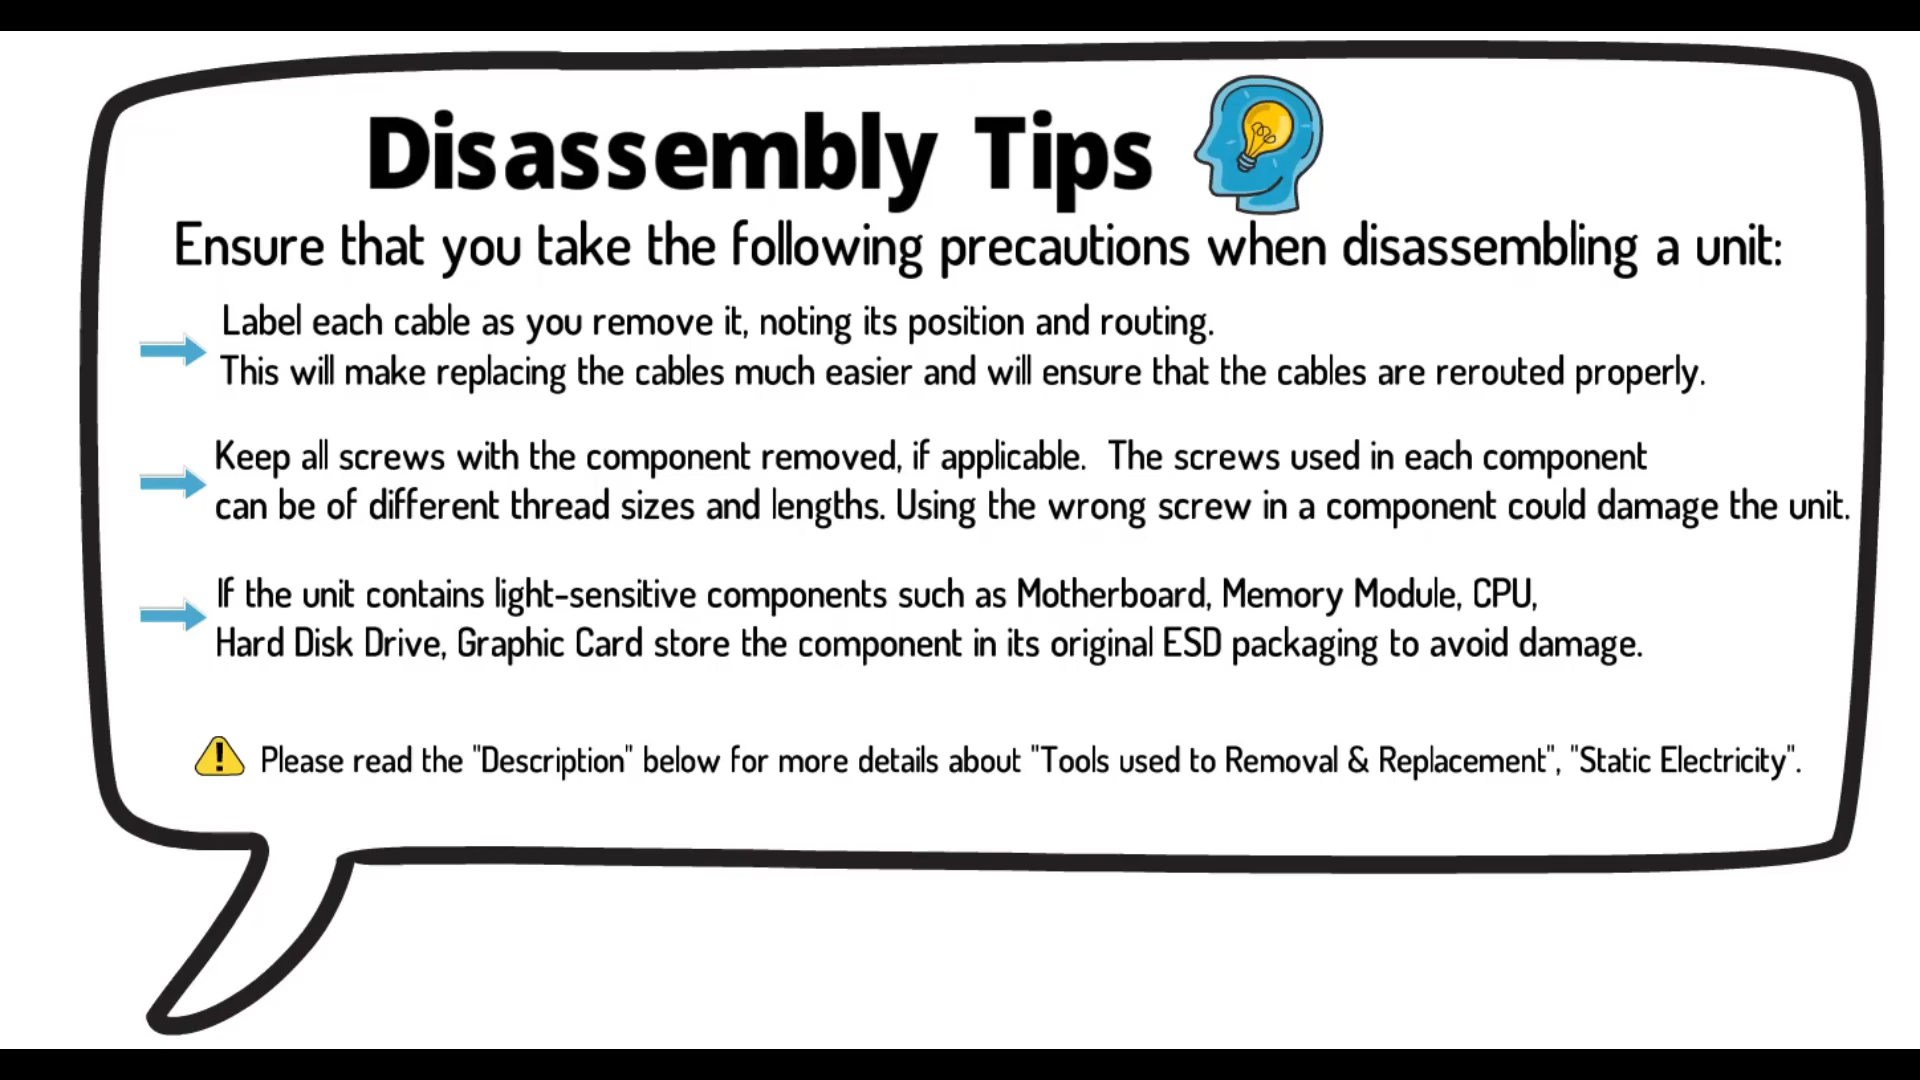 Disassembly Tips
Ensure that you take the following precautions when disassembling a unit:
Label each cable as you remove it, noting its position and routing.
This will make replacing the cables much easier and will ensure that the cables are rerouted properly.
Keep all screws with the component removed, if applicable. The screws used in each component
can be of different thread sizes and lengths. Using the wrong screw in a component could damage the unit.
If the unit contains light-sensitive components such as Motherboard, Memory Module, CPU,
Hard Disk Drive, Graphic Card store the component in its original ESD packaging to avoid damage.
Please read the "Description" below for more details about "Tools used to Removal & Replacement", "Static Electricity".